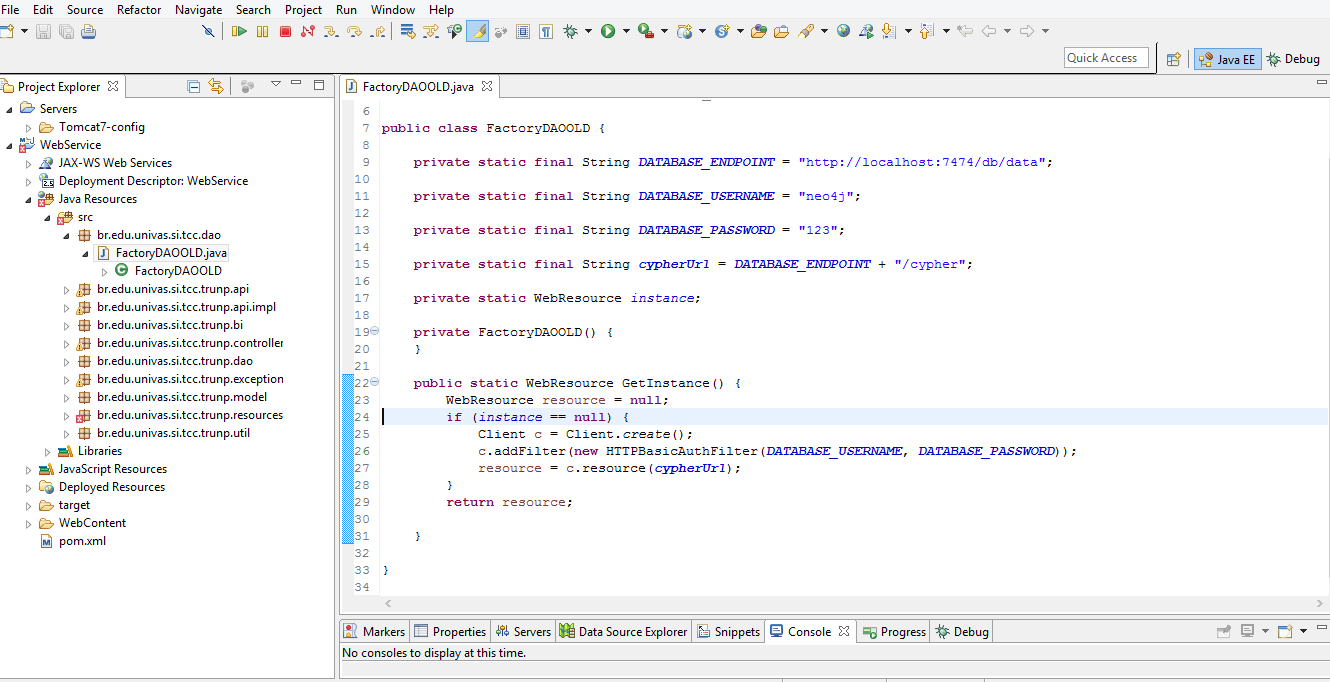 File Edit Source Refactor Navigate Search Project Run Window Help
Quick Access
Java EE
Debug
Project Explorer
Servers
Tomcat7-config
WebService
JAX-WS Web Services
Deployment Descriptor: WebService
Java Resources
src
br.edu.univas.si.tcc.dao
FactoryDAOOLD.java
FactoryDAOOLD
br.edu.univas.si.tcc.trunp.api
br.edu.univas.si.tcc.trunp.api.impl
br.edu.univas.si.tcc.trunp.bi
br.edu.univas.si.tcc.trunp.controller
br.edu.univas.si.tcc.trunp.dao
br.edu.univas.si.tcc.trunp.exception
br.edu.univas.si.tcc.trunp.model
br.edu.univas.si.tcc.trunp.resources
br.edu.univas.si.tcc.trunp.util
Libraries
JavaScript Resources
Deployed Resources
target
WebContent
pom.xml
FactoryDAOOLD.java
6
7 public class FactoryDAOOLD {
8
9 private static final String DATABASE_ENDPOINT = "http://localhost:7474/db/data";
10
11 private static final String DATABASE_USERNAME = "neo4j";
12
13 private static final String DATABASE_PASSWORD = "123";
14
15 private static final String cypherUrl = DATABASE_ENDPOINT + "/cypher";
16
17 private static WebResource instance;
18
19 private FactoryDAOOLD() {
20 }
21
22 public static WebResource GetInstance() {
23 WebResource resource = null;
24 if (instance == null) {
25 Client c = Client.create();
26 c.addFilter(new HTTPBasicAuthFilter(DATABASE_USERNAME, DATABASE_PASSWORD));
27 resource = c.resource(cypherUrl);
28 }
29 return resource;
30
31 }
32
33 }
34
Markers Properties Servers Data Source Explorer Snippets Console Progress Debug
No consoles to display at this time.